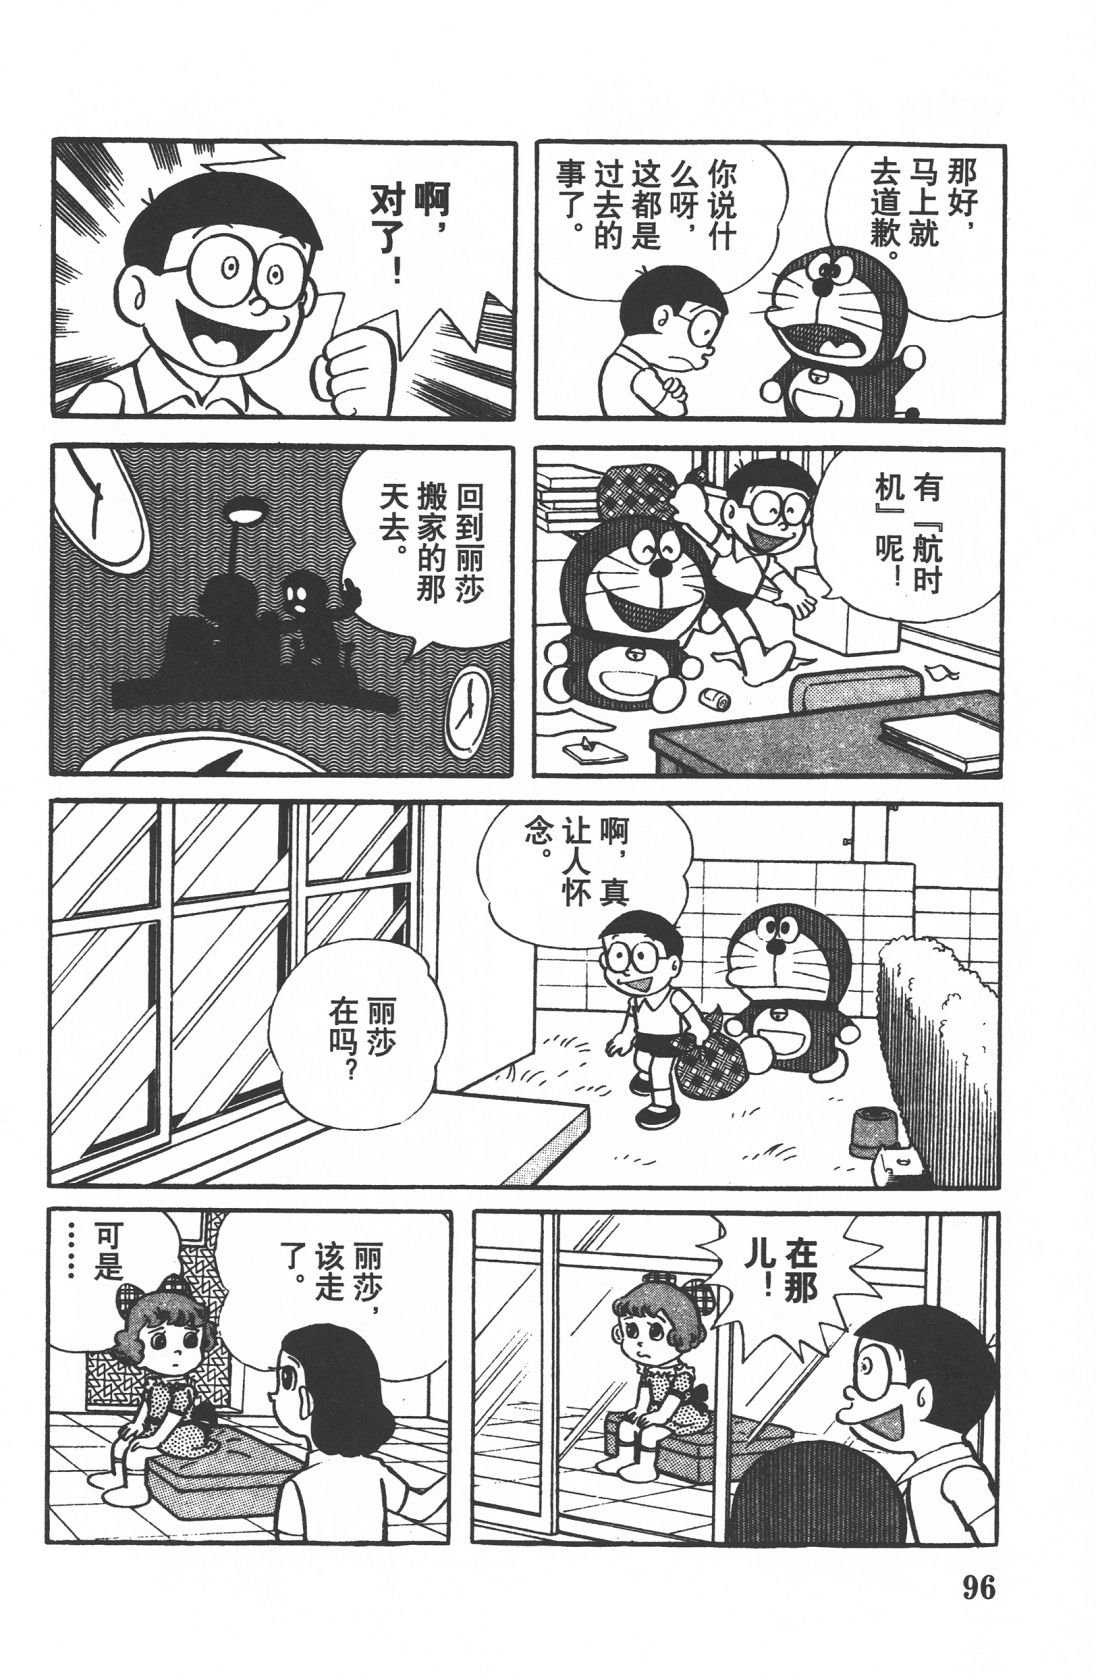 那好，
马上就
去道歉。
你说什
么呀，
这都是
过去的
事了。
啊，
对了！
有『航时
机』呢！
回到丽莎
搬家的那
天去。
啊，真
让人怀
念。
丽莎
在吗？
在那
儿！
丽莎，
该走
了。
可是
……
96